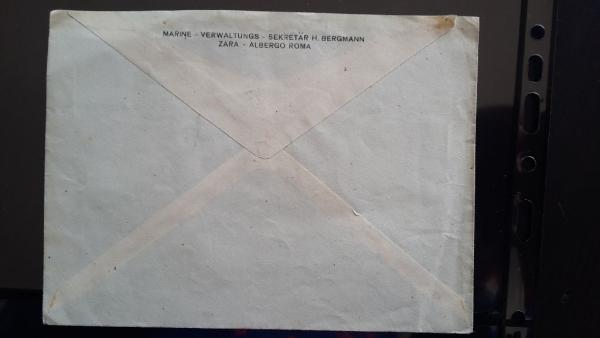 MARINE - VERWALTUNGS - SEKRETÄR H. BERGMANN
ZARA - ALBERGO ROMA